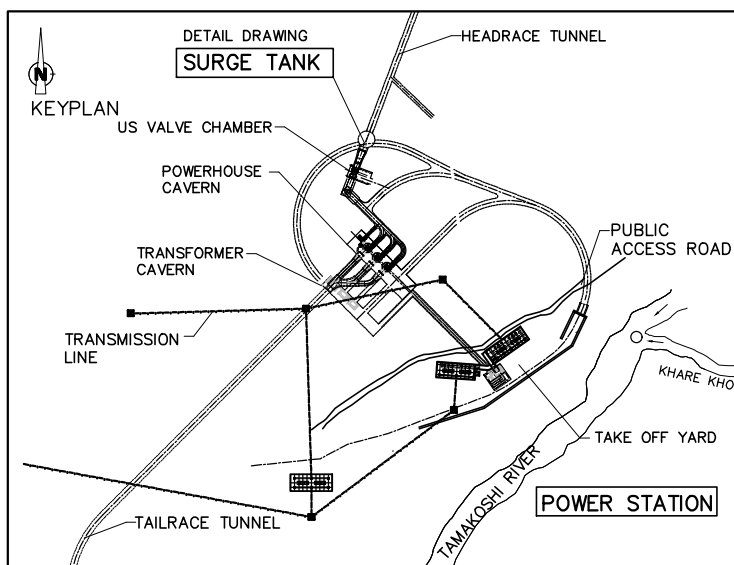 DETAIL DRAWING
HEADRACE TUNNEL
SURGE TANK
N
KEYPLAN
US VALVE CHAMBER
POWERHOUSE
CAVERN
PUBLIC
ACCESS ROAD
TRANSFORMER
CAVERN
TRANSMISSION
LINE
KHARE KHO
TAKE OFF YARD
TAMAKOSHI RIVER
POWER STATION
TAILRACE TUNNEL